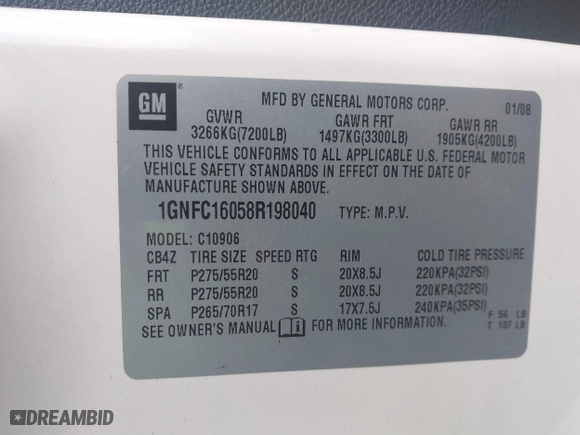 GM ®
MFD BY GENERAL MOTORS CORP. 01/08
GVWR GAWR FRT GAWR RR
3266KG(7200LB) 1497KG(3300LB) 1905KG(4200LB)
THIS VEHICLE CONFORMS TO ALL APPLICABLE U.S. FEDERAL MOTOR
VEHICLE SAFETY STANDARDS IN EFFECT ON THE DATE OF
MANUFACTURE SHOWN ABOVE.
1GNFC16058R198040 TYPE: M.P.V.
MODEL: C10906
CB4Z TIRE SIZE SPEED RTG RIM COLD TIRE PRESSURE
FRT P275/55R20 S 20X8.5J 220KPA(32PSI)
RR P275/55R20 S 20X8.5J 220KPA(32PSI)
SPA P265/70R17 S 17X7.5J 240KPA(35PSI)
F 56 LB
SEE OWNER'S MANUAL i FOR MORE INFORMATION.
T 107 LB
DREAMBID